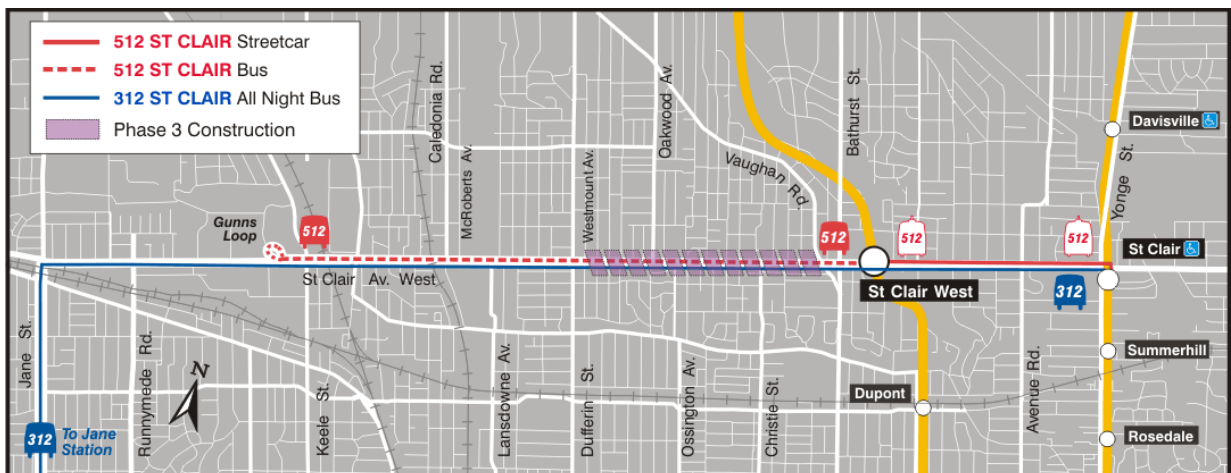 512 ST CLAIR Streetcar
512 ST CLAIR Bus
312 ST CLAIR All Night Bus
Phase 3 Construction
Caledonia Rd.
McRoberts Av.
Westmount Av.
Oakwood Av.
Vaughan Rd.
Bathurst St.
Davisville
Yonge St.
Gunns
Loop
512
512
512
512
St Clair
St Clair Av. West
St Clair West
312
Jane St.
Runnymede Rd.
N
Keele St.
Lansdowne Av.
Dufferin St.
Ossington Av.
Christie St.
Dupont
Avenue Rd.
Summerhill
Rosedale
312
To Jane
Station